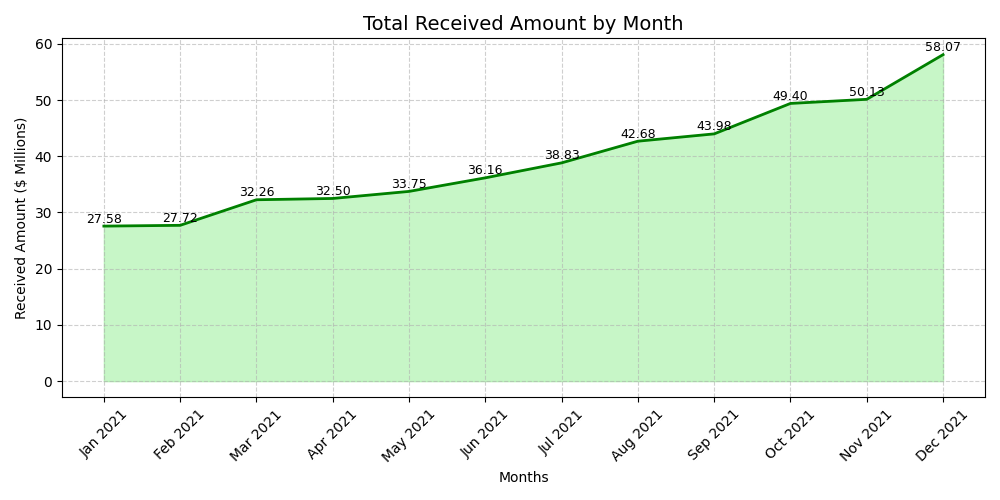 Total Received Amount by Month
Received Amount ($ Millions)
60
50
40
30
20
10
0
27.58
27.72
32.26
32.50
33.75
36.16
38.83
42.68
43.98
49.40
50.13
58.07
Jan 2021
Feb 2021
Mar 2021
Apr 2021
May 2021
Jun 2021
Jul 2021
Aug 2021
Sep 2021
Oct 2021
Nov 2021
Dec 2021
Months